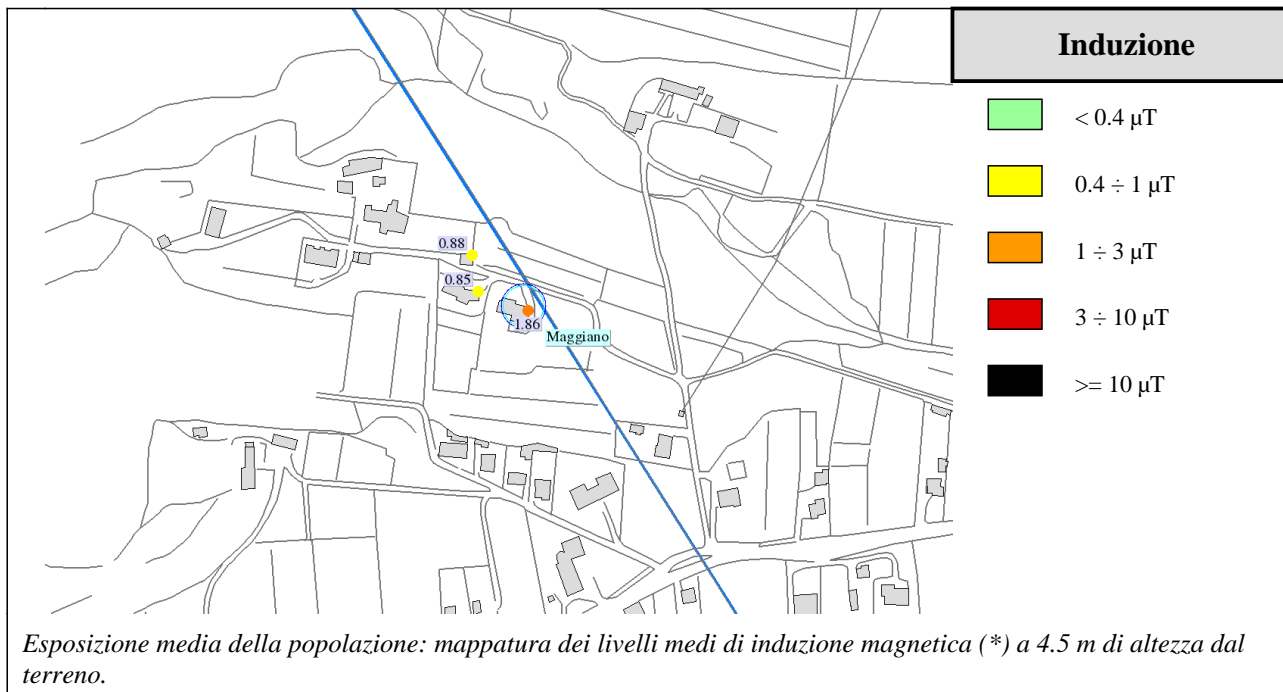 Induzione
< 0.4 µT
0.4 ÷ 1 µT
1 ÷ 3 µT
3 ÷ 10 µT
>= 10 µT
0.88
0.85
1.86
Maggiano
Esposizione media della popolazione: mappatura dei livelli medi di induzione magnetica (*) a 4.5 m di altezza dal
terreno.